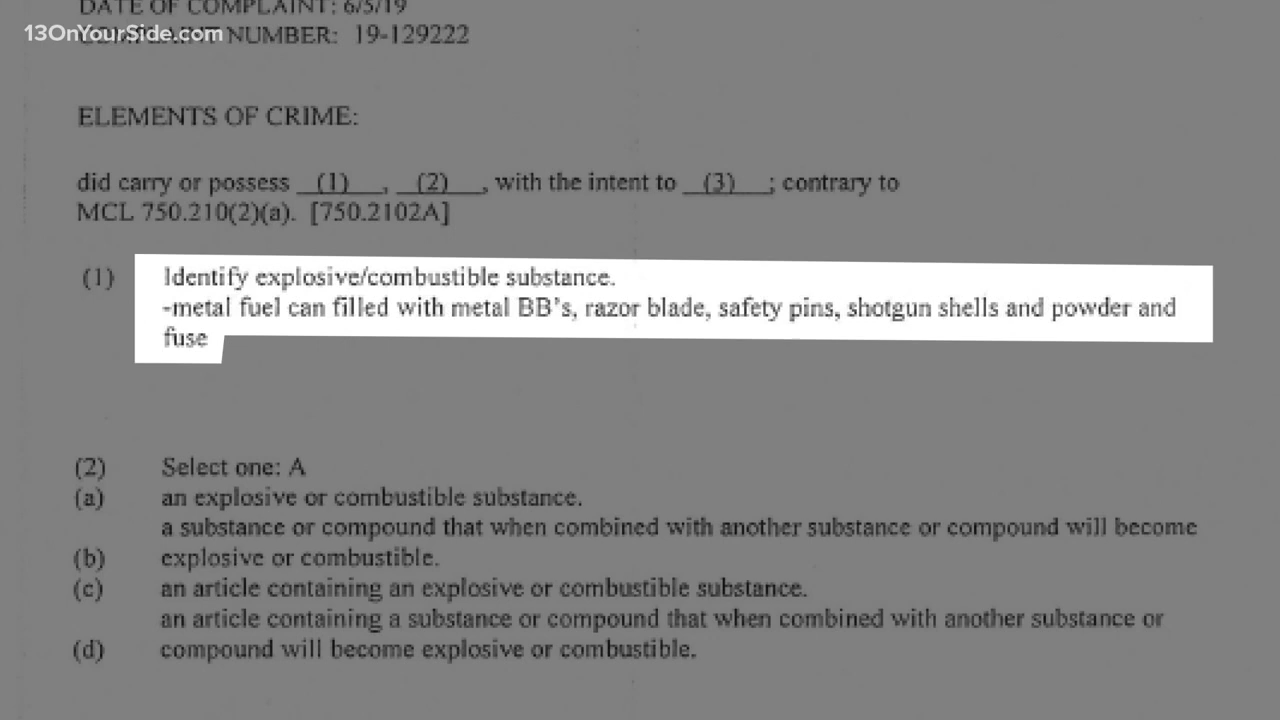 DATE OF COMPLAINT: 6/5/19
13OnYourSide.com
COMPLAINT NUMBER: 19-129222
ELEMENTS OF CRIME:
did carry or possess (1) , (2) , with the intent to (3) ; contrary to
MCL 750.210(2)(a). [750.2102A]
(1) Identify explosive/combustible substance.
-metal fuel can filled with metal BB's, razor blade, safety pins, shotgun shells and powder and
fuse
(2) Select one: A
(a) an explosive or combustible substance.
a substance or compound that when combined with another substance or compound will become
(b) explosive or combustible.
(c) an article containing an explosive or combustible substance.
an article containing a substance or compound that when combined with another substance or
(d) compound will become explosive or combustible.